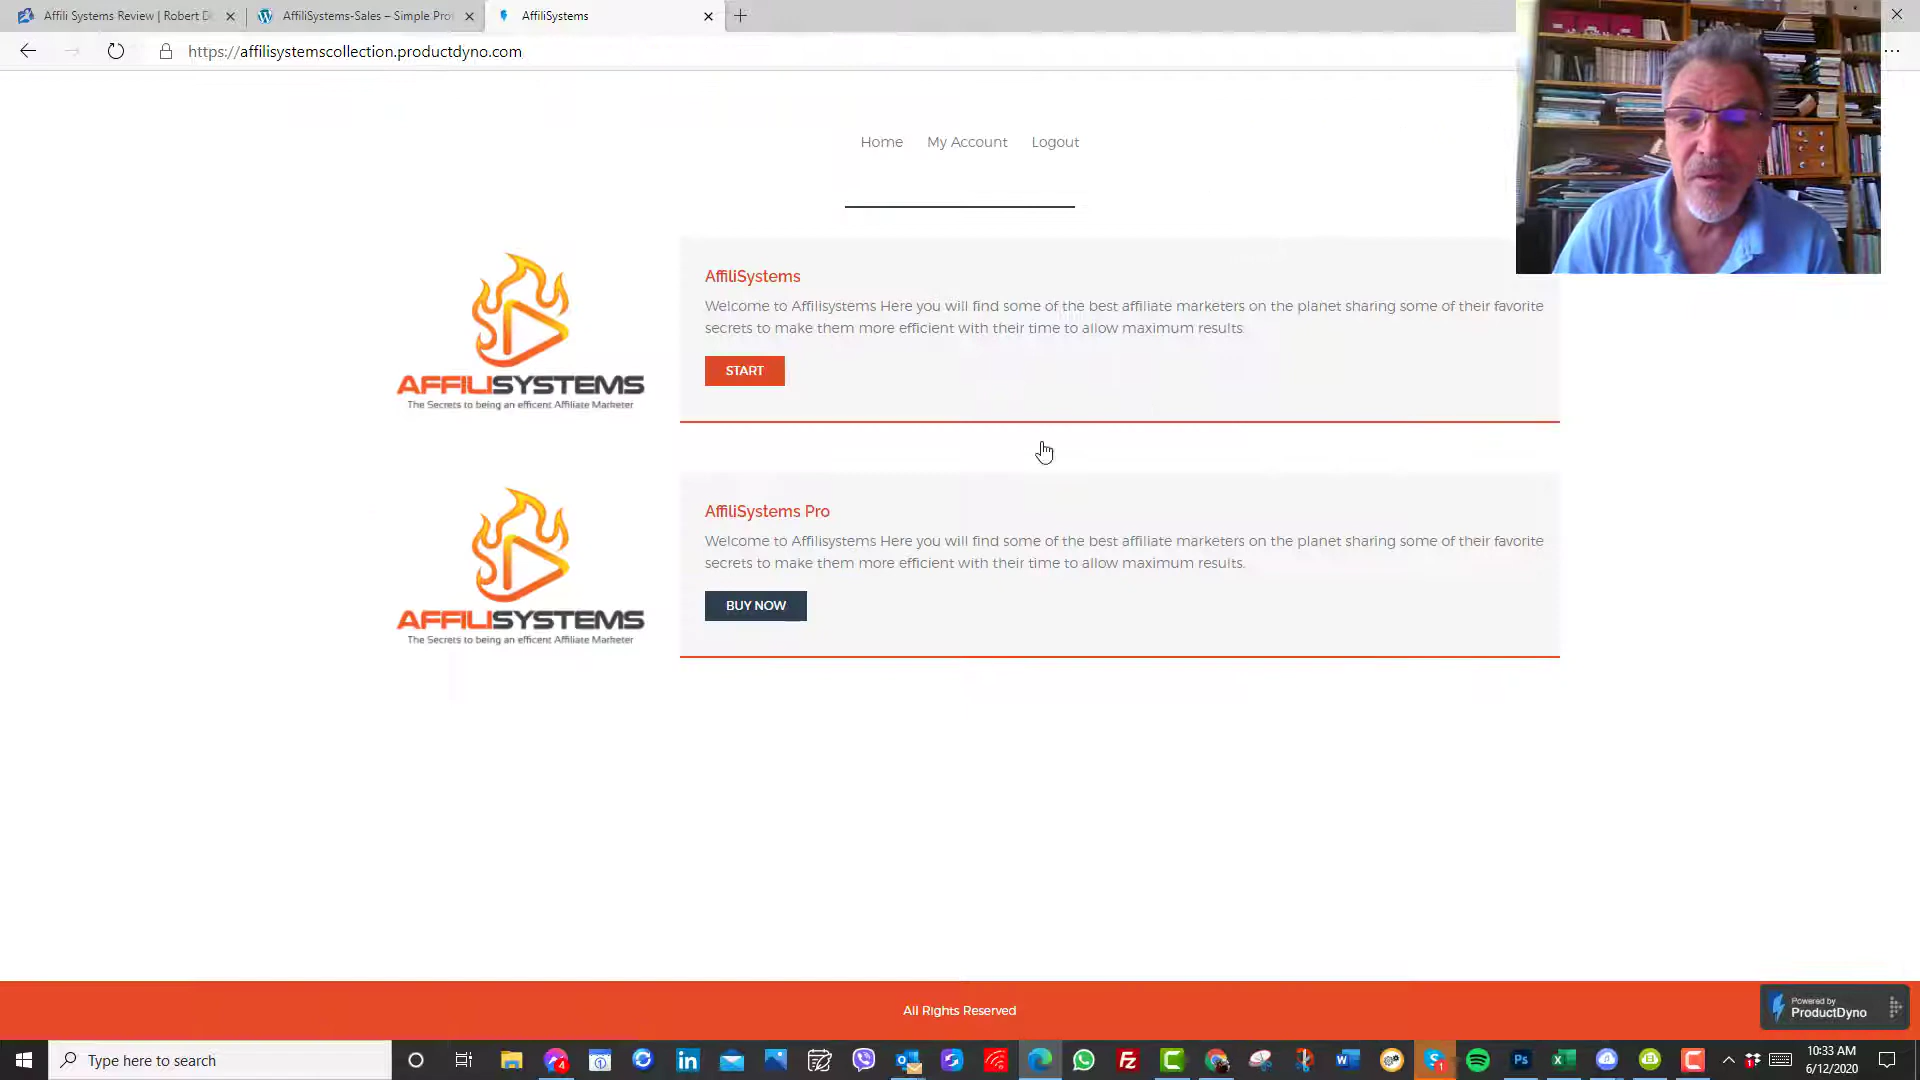 Affili Systems Review | Robert Di
AffiliSystems-Sales – Simple Pro
AffiliSystems
https://affilisystemscollection.productdyno.com
Home My Account Logout
AFFILISYSTEMS
The Secrets to being an efficent Affiliate Marketer
AffiliSystems
Welcome to Affilisystems Here you will find some of the best affiliate marketers on the planet sharing some of their favorite
secrets to make them more efficient with their time to allow maximum results.
START
AFFILISYSTEMS
The Secrets to being an efficent Affiliate Marketer
AffiliSystems Pro
Welcome to Affilisystems Here you will find some of the best affiliate marketers on the planet sharing some of their favorite
secrets to make them more efficient with their time to allow maximum results.
BUY NOW
All Rights Reserved
Powered by
ProductDyno
Type here to search
10:33 AM
6/12/2020